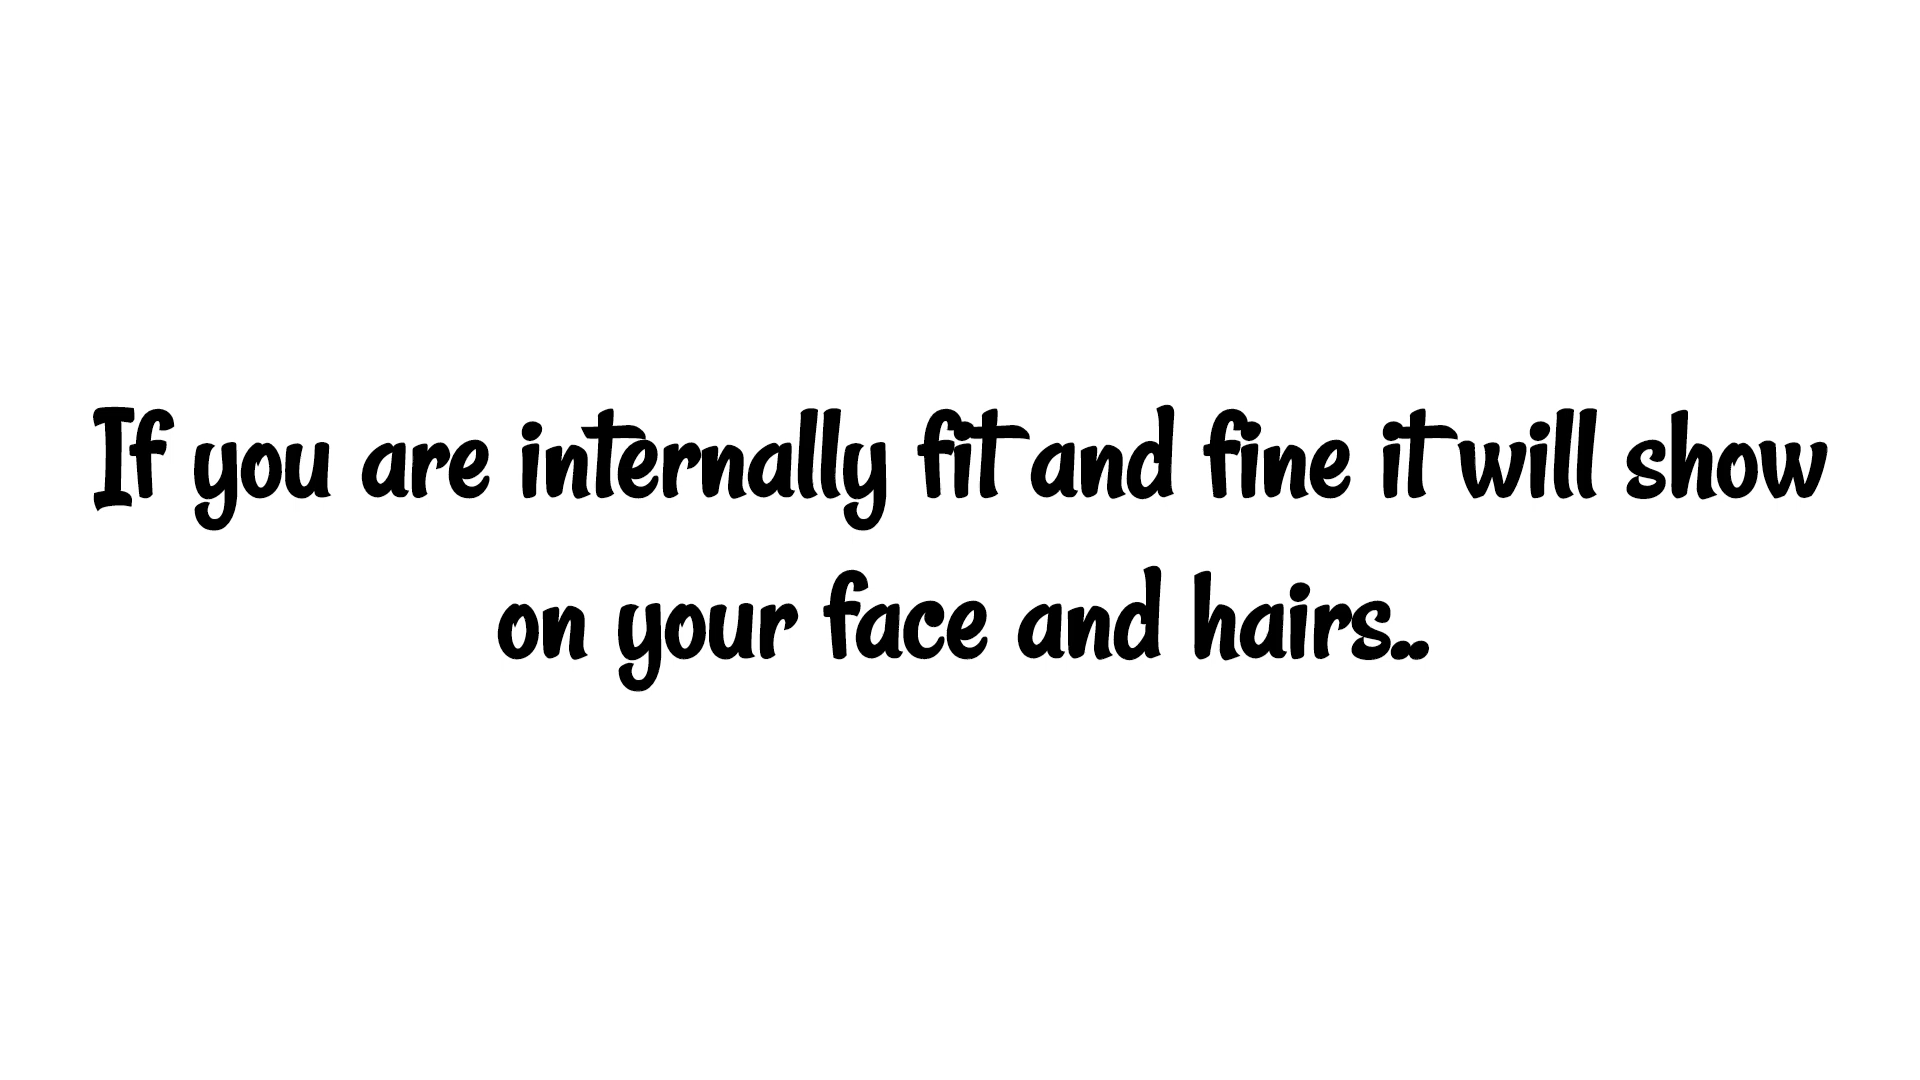 If you are internally fit and fine it will show
on your face and hairs..